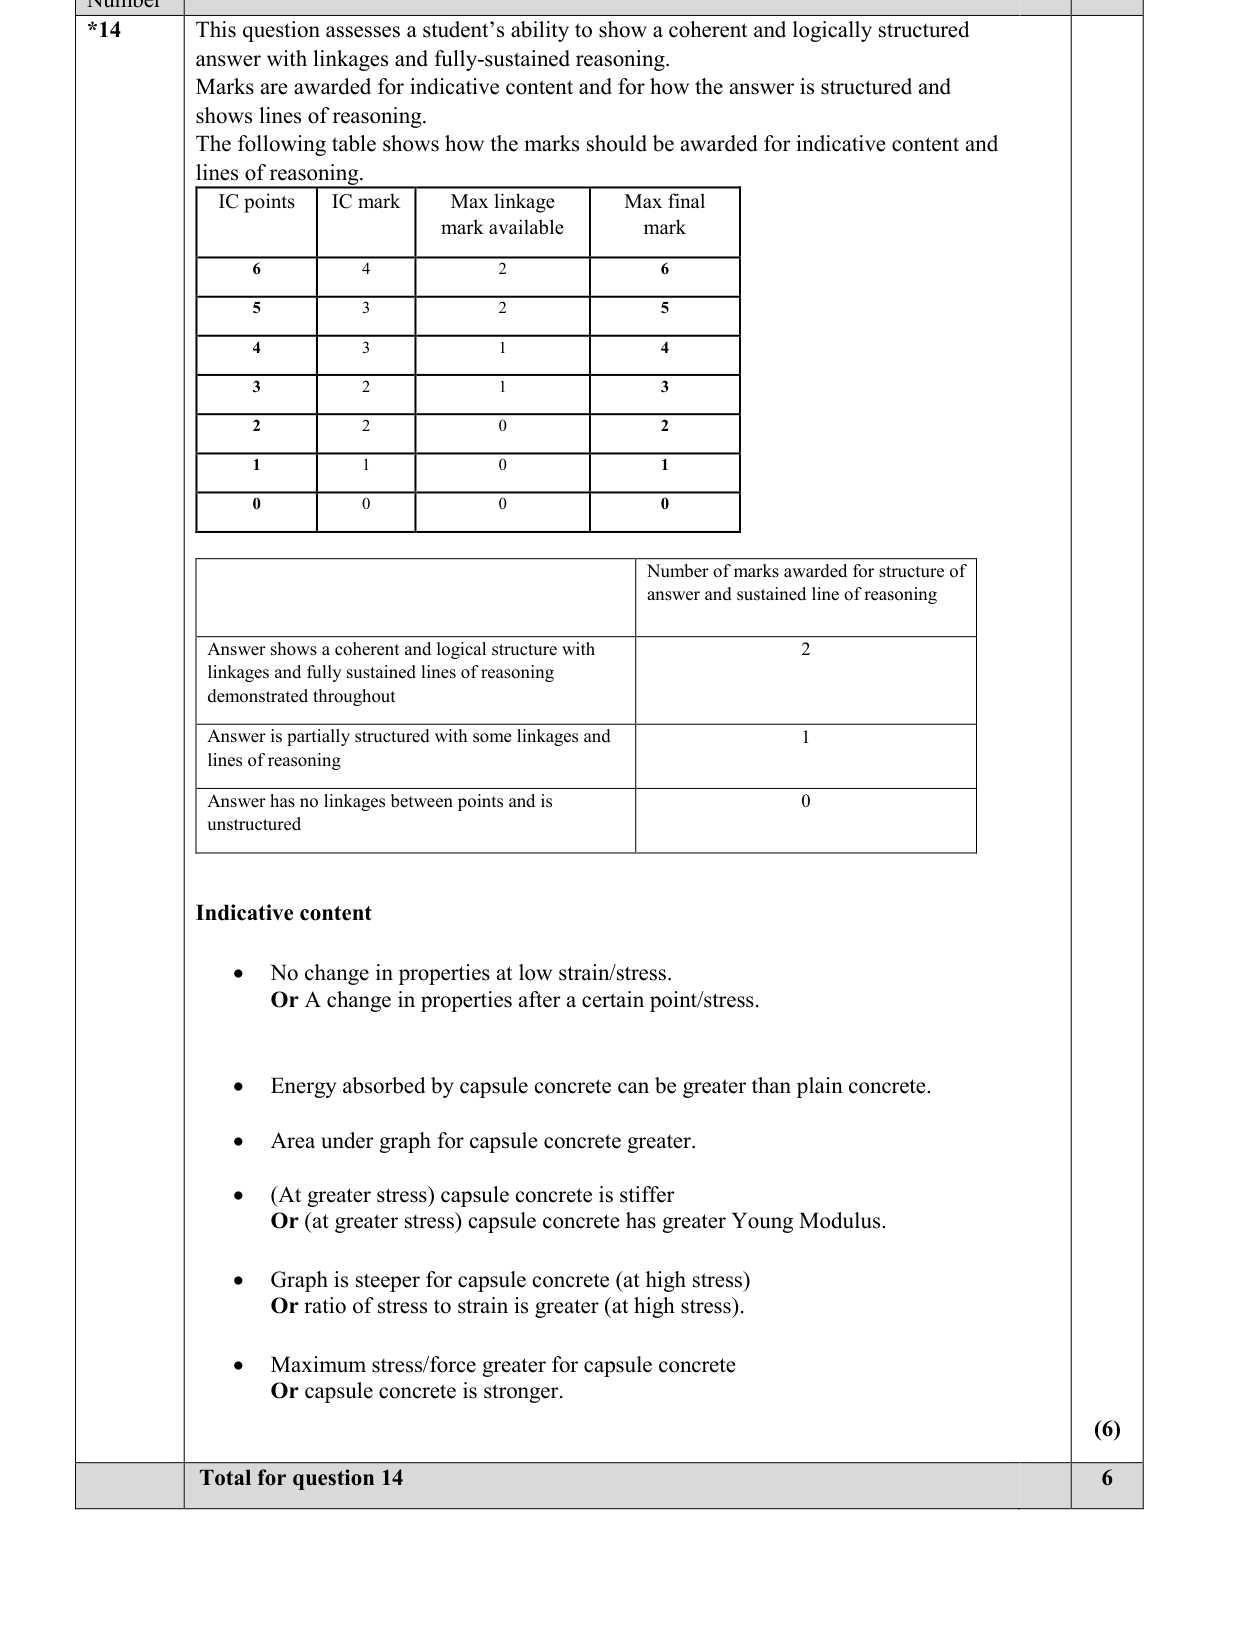 Number
*14
This question assesses a student’s ability to show a coherent and logically structured
answer with linkages and fully-sustained reasoning.
Marks are awarded for indicative content and for how the answer is structured and
shows lines of reasoning.
The following table shows how the marks should be awarded for indicative content and
lines of reasoning.
IC points IC mark Max linkage mark available Max final mark
6 4 2 6
5 3 2 5
4 3 1 4
3 2 1 3
2 2 0 2
1 1 0 1
0 0 0 0
Number of marks awarded for structure of
answer and sustained line of reasoning
Answer shows a coherent and logical structure with 2
linkages and fully sustained lines of reasoning
demonstrated throughout
Answer is partially structured with some linkages and 1
lines of reasoning
Answer has no linkages between points and is 0
unstructured
Indicative content
• No change in properties at low strain/stress.
Or A change in properties after a certain point/stress.
• Energy absorbed by capsule concrete can be greater than plain concrete.
• Area under graph for capsule concrete greater.
• (At greater stress) capsule concrete is stiffer
Or (at greater stress) capsule concrete has greater Young Modulus.
• Graph is steeper for capsule concrete (at high stress)
Or ratio of stress to strain is greater (at high stress).
• Maximum stress/force greater for capsule concrete
Or capsule concrete is stronger.
(6)
Total for question 14 6